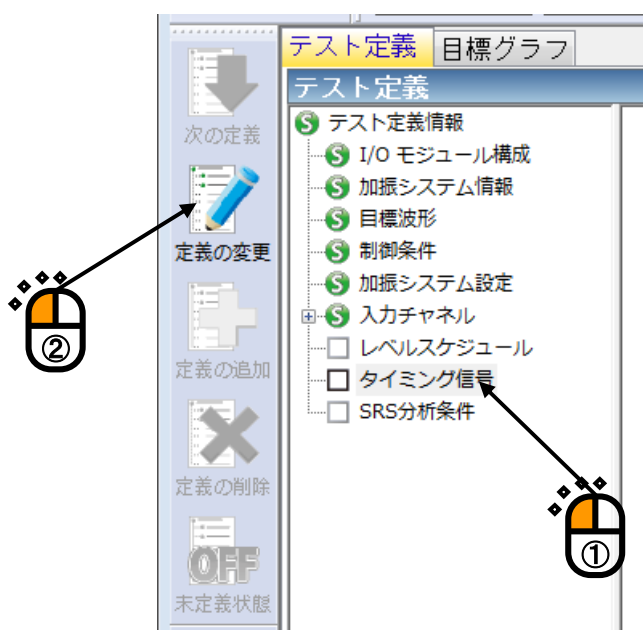 テスト定義 目標グラフ
テスト定義
次の定義
定義の変更
定義の追加
定義の削除
OFF
未定義状態
S テスト定義情報
S I/O モジュール構成
S 加振システム情報
S 目標波形
S 制御条件
S 加振システム設定
S 入力チャネル
レベルスケジュール
タイミング信号
SRS分析条件
②
①